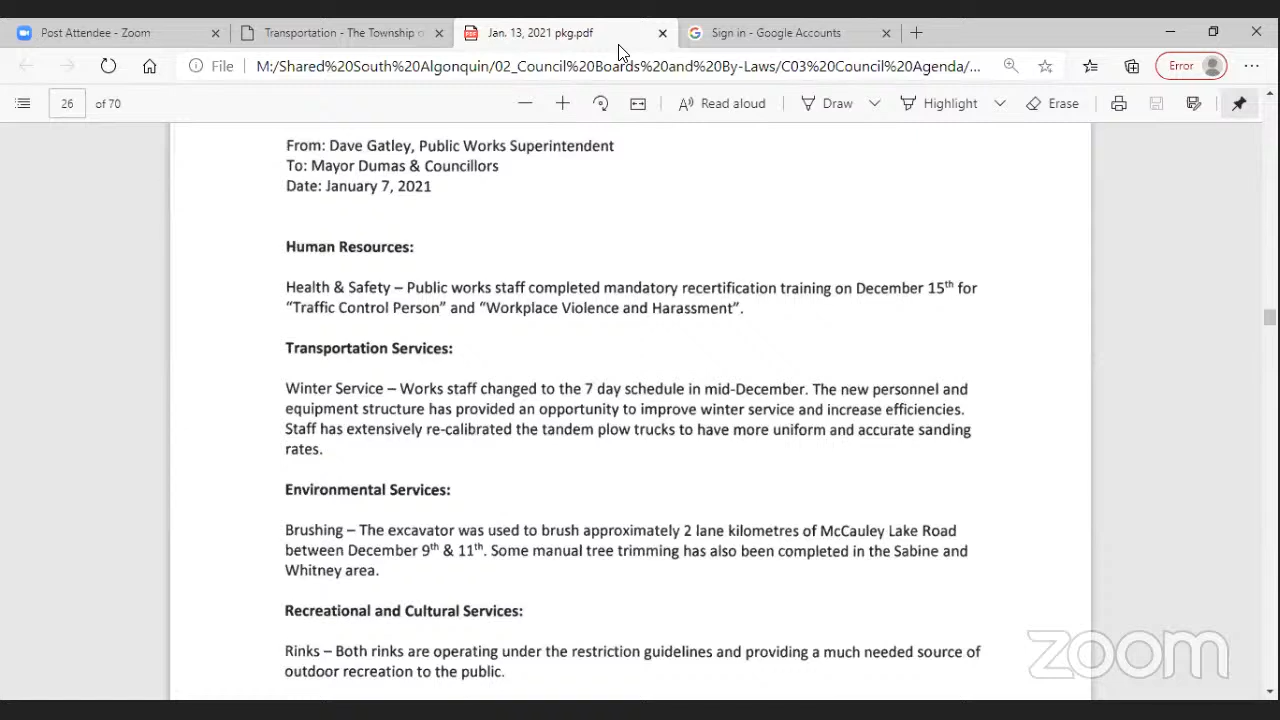 Post Attendee - Zoom
Transportation - The Township o
Jan. 13, 2021 pkg.pdf
Sign in - Google Accounts
File
M:/Shared%20South%20Algonquin/02_Council%20Boards%20and%20By-Laws/C03%20Council%20Agenda/...
Error
26 of 70
Read aloud
Draw
Highlight
Erase
From: Dave Gatley, Public Works Superintendent
To: Mayor Dumas & Councillors
Date: January 7, 2021
Human Resources:
Health & Safety – Public works staff completed mandatory recertification training on December 15th for
“Traffic Control Person” and “Workplace Violence and Harassment”.
Transportation Services:
Winter Service – Works staff changed to the 7 day schedule in mid-December. The new personnel and
equipment structure has provided an opportunity to improve winter service and increase efficiencies.
Staff has extensively re-calibrated the tandem plow trucks to have more uniform and accurate sanding
rates.
Environmental Services:
Brushing – The excavator was used to brush approximately 2 lane kilometres of McCauley Lake Road
between December 9th & 11th. Some manual tree trimming has also been completed in the Sabine and
Whitney area.
Recreational and Cultural Services:
Rinks – Both rinks are operating under the restriction guidelines and providing a much needed source of
outdoor recreation to the public.
zoom